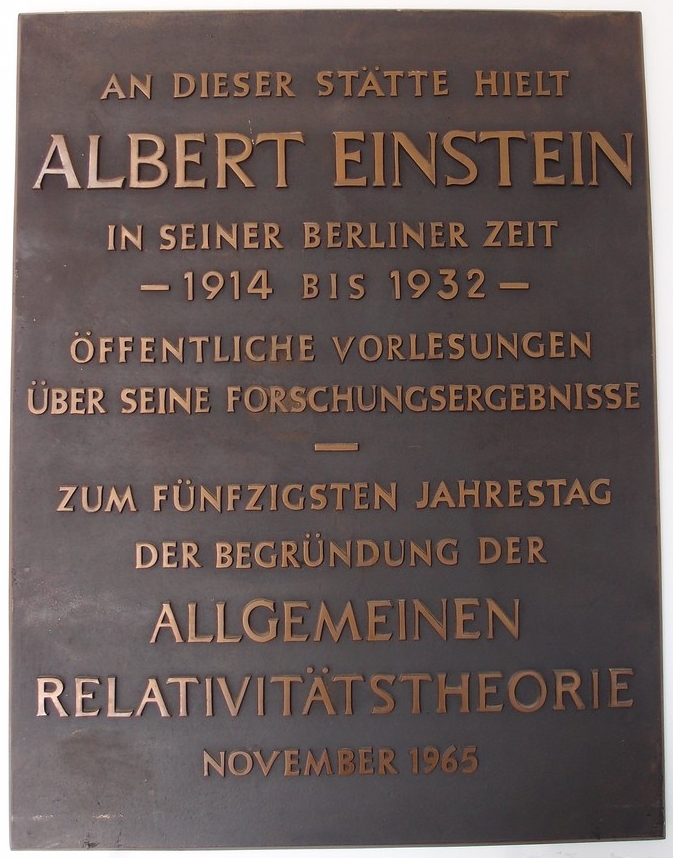 AN DIESER STÄTTE HIELT
ALBERT EINSTEIN
IN SEINER BERLINER ZEIT
— 1914 BIS 1932 —
ÖFFENTLICHE VORLESUNGEN
ÜBER SEINE FORSCHUNGSERGEBNISSE
—
ZUM FÜNFZIGSTEN JAHRESTAG
DER BEGRÜNDUNG DER
ALLGEMEINEN
RELATIVITÄTSTHEORIE
NOVEMBER 1965